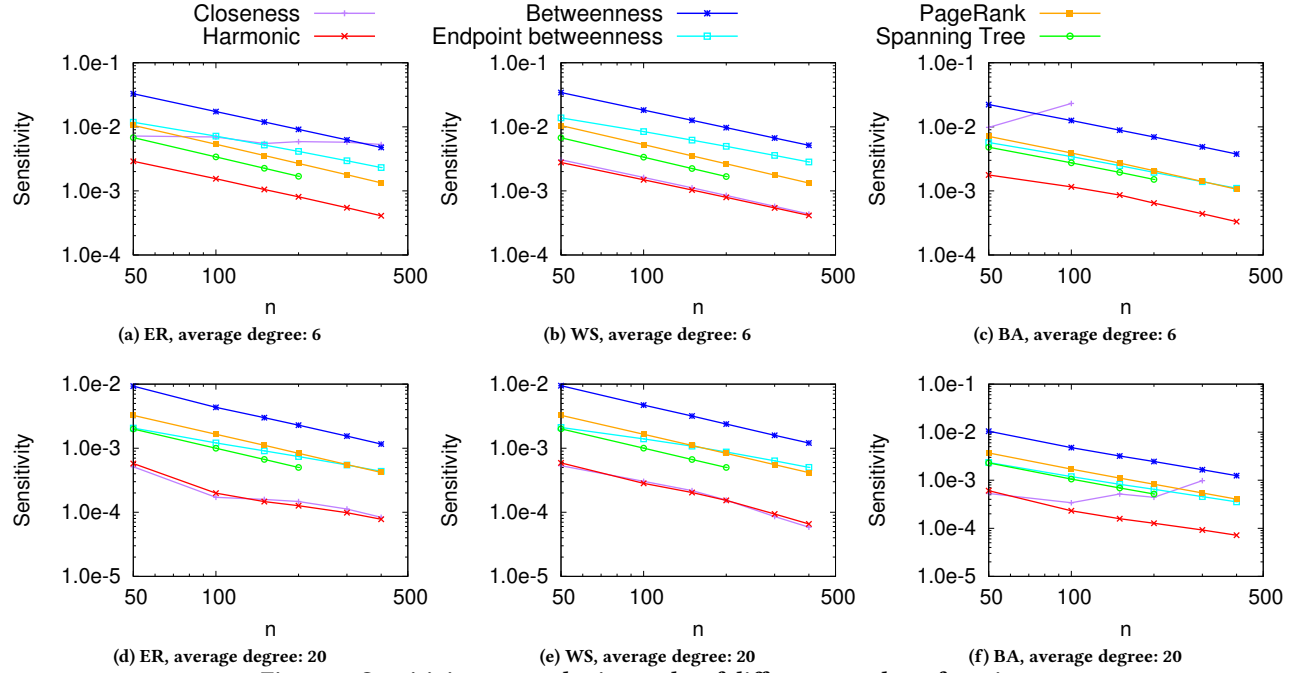 Closeness
Harmonic
Betweenness
Endpoint betweenness
PageRank
Spanning Tree
1.0e-1
1.0e-2
1.0e-3
1.0e-4
Sensitivity
50
100
500
n
(a) ER, average degree: 6
1.0e-1
1.0e-2
1.0e-3
1.0e-4
Sensitivity
50
100
500
n
(b) WS, average degree: 6
1.0e-1
1.0e-2
1.0e-3
1.0e-4
Sensitivity
50
100
500
n
(c) BA, average degree: 6
1.0e-2
1.0e-3
1.0e-4
1.0e-5
Sensitivity
50
100
500
n
(d) ER, average degree: 20
1.0e-2
1.0e-3
1.0e-4
1.0e-5
Sensitivity
50
100
500
n
(e) WS, average degree: 20
1.0e-1
1.0e-2
1.0e-3
1.0e-4
1.0e-5
Sensitivity
50
100
500
n
(f) BA, average degree: 20